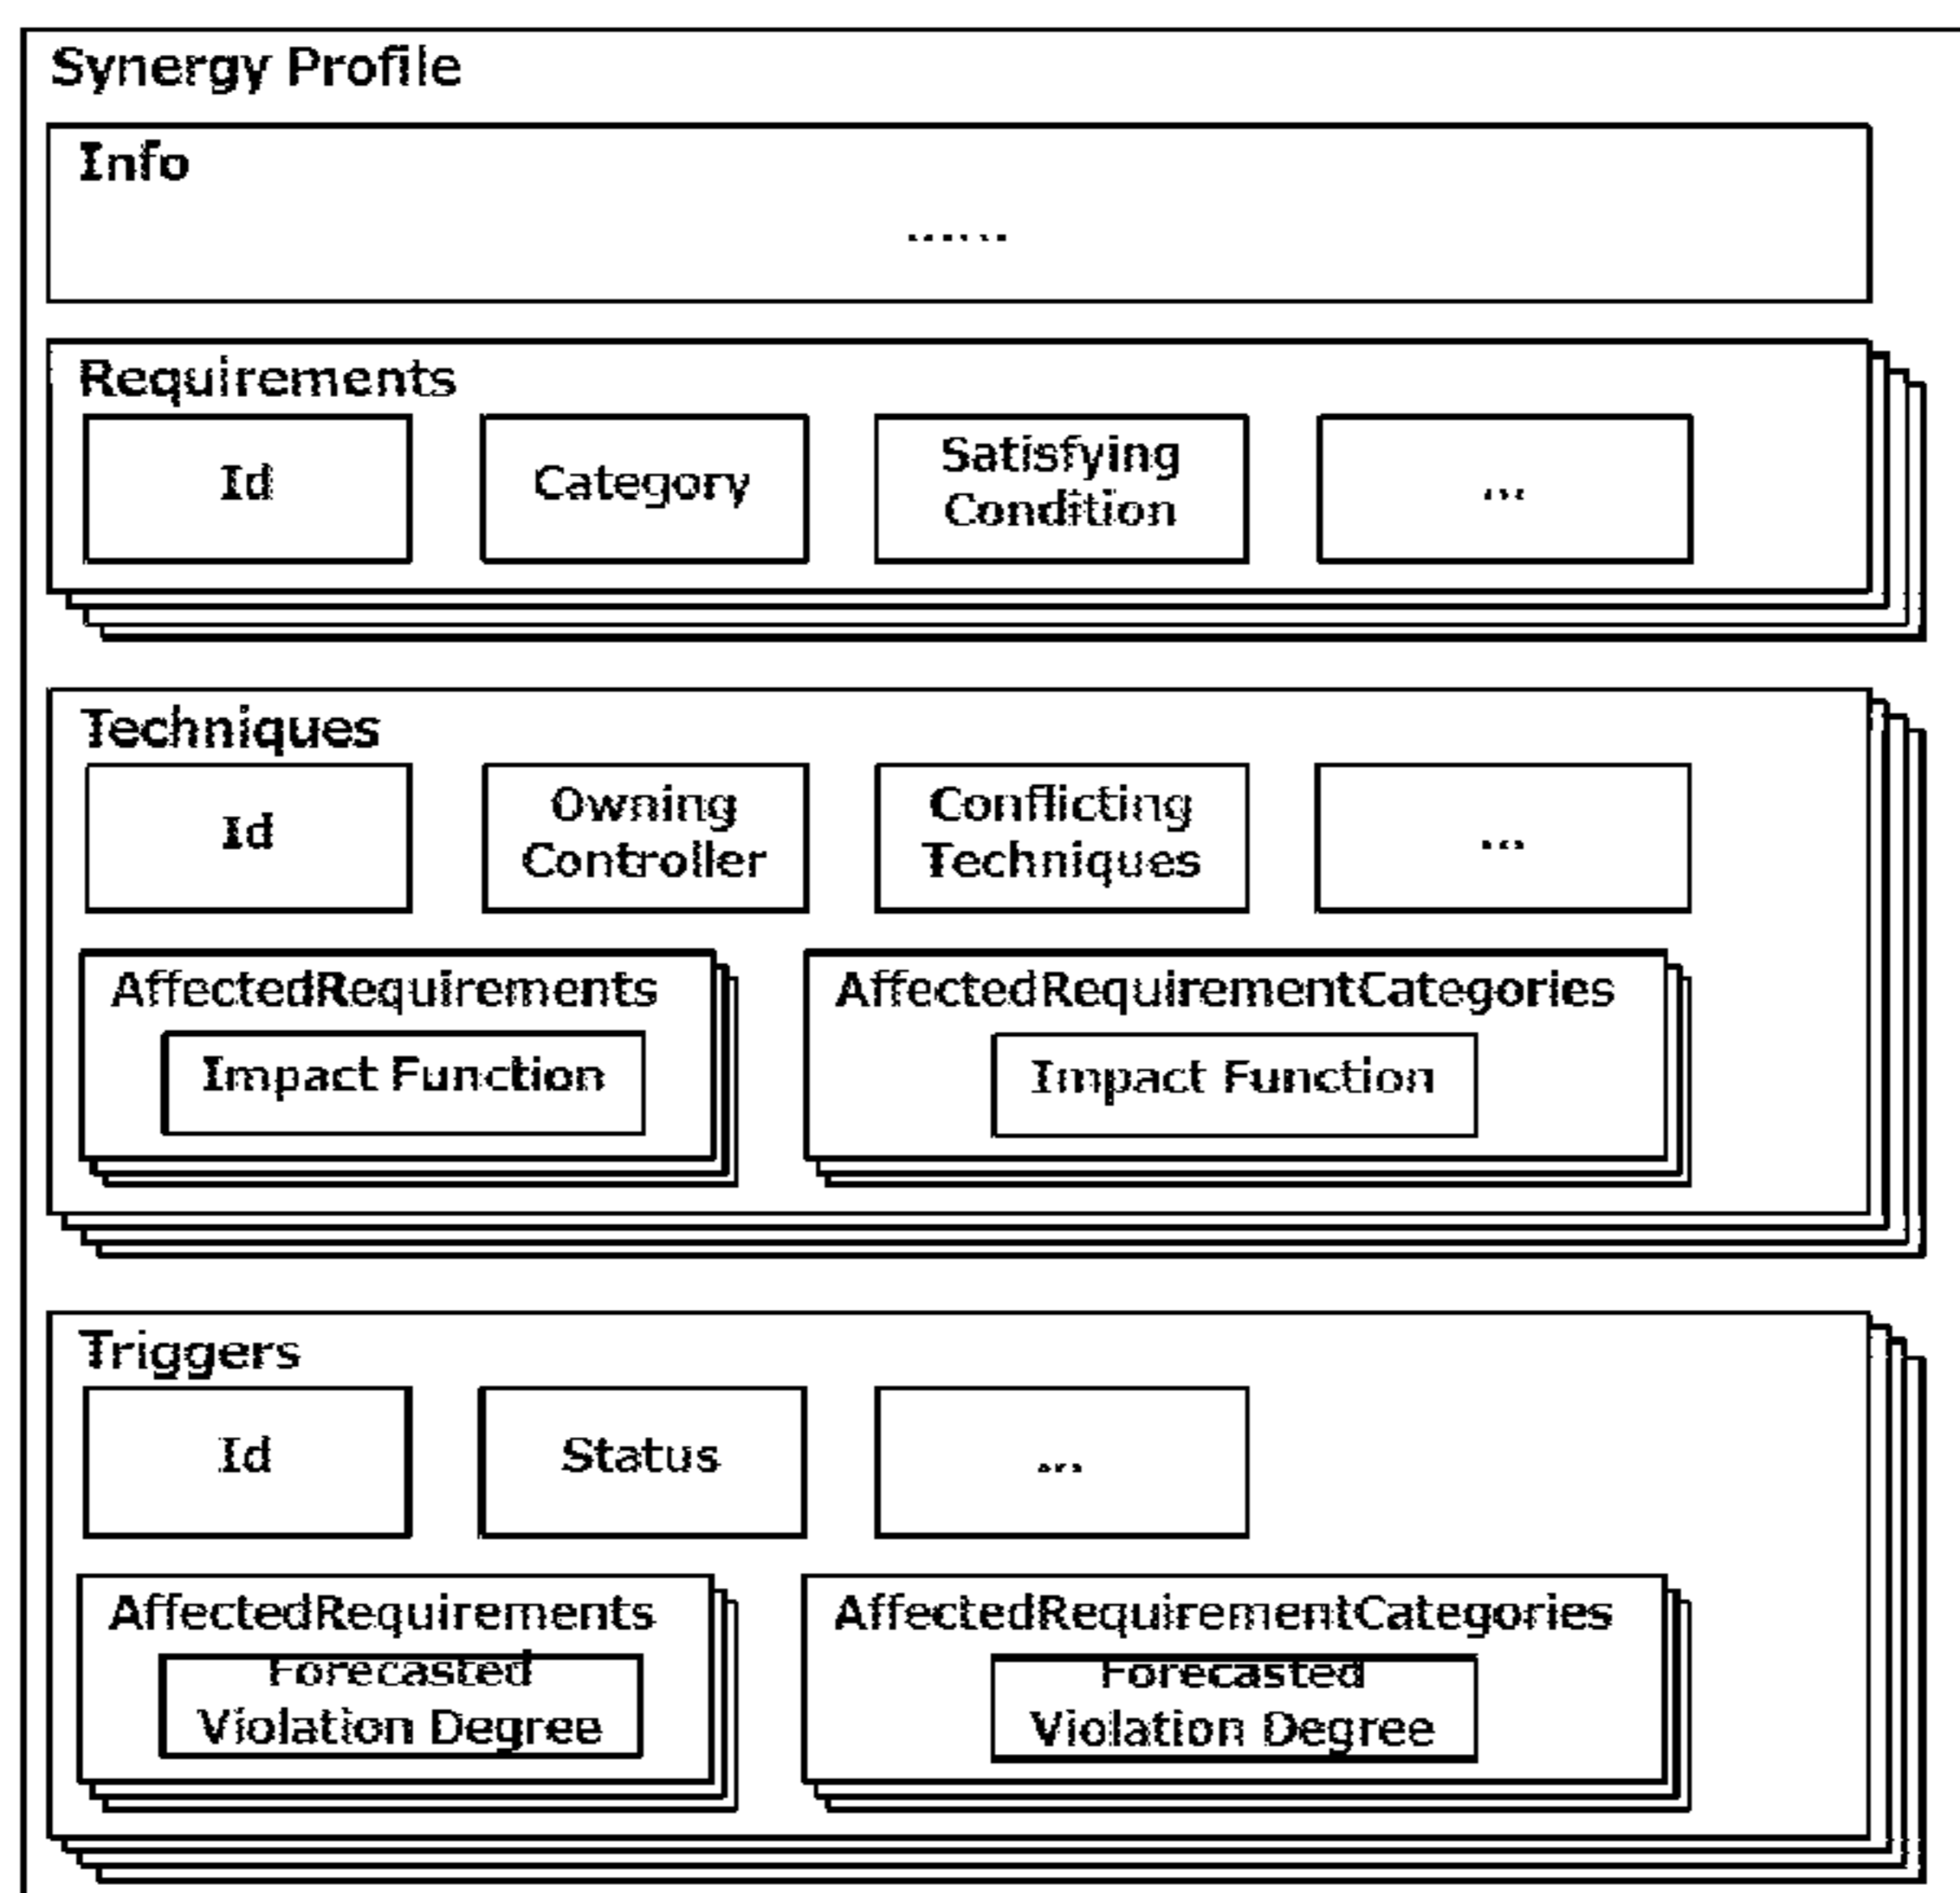 Synergy Profile
Info
......
Requirements
Id
Category
Satisfying
Condition
...
Techniques
Id
Owning
Controller
Conflicting
Techniques
...
AffectedRequirements
Impact Function
AffectedRequirementCategories
Impact Function
Triggers
Id
Status
...
AffectedRequirements
Forecasted
Violation Degree
AffectedRequirementCategories
Forecasted
Violation Degree